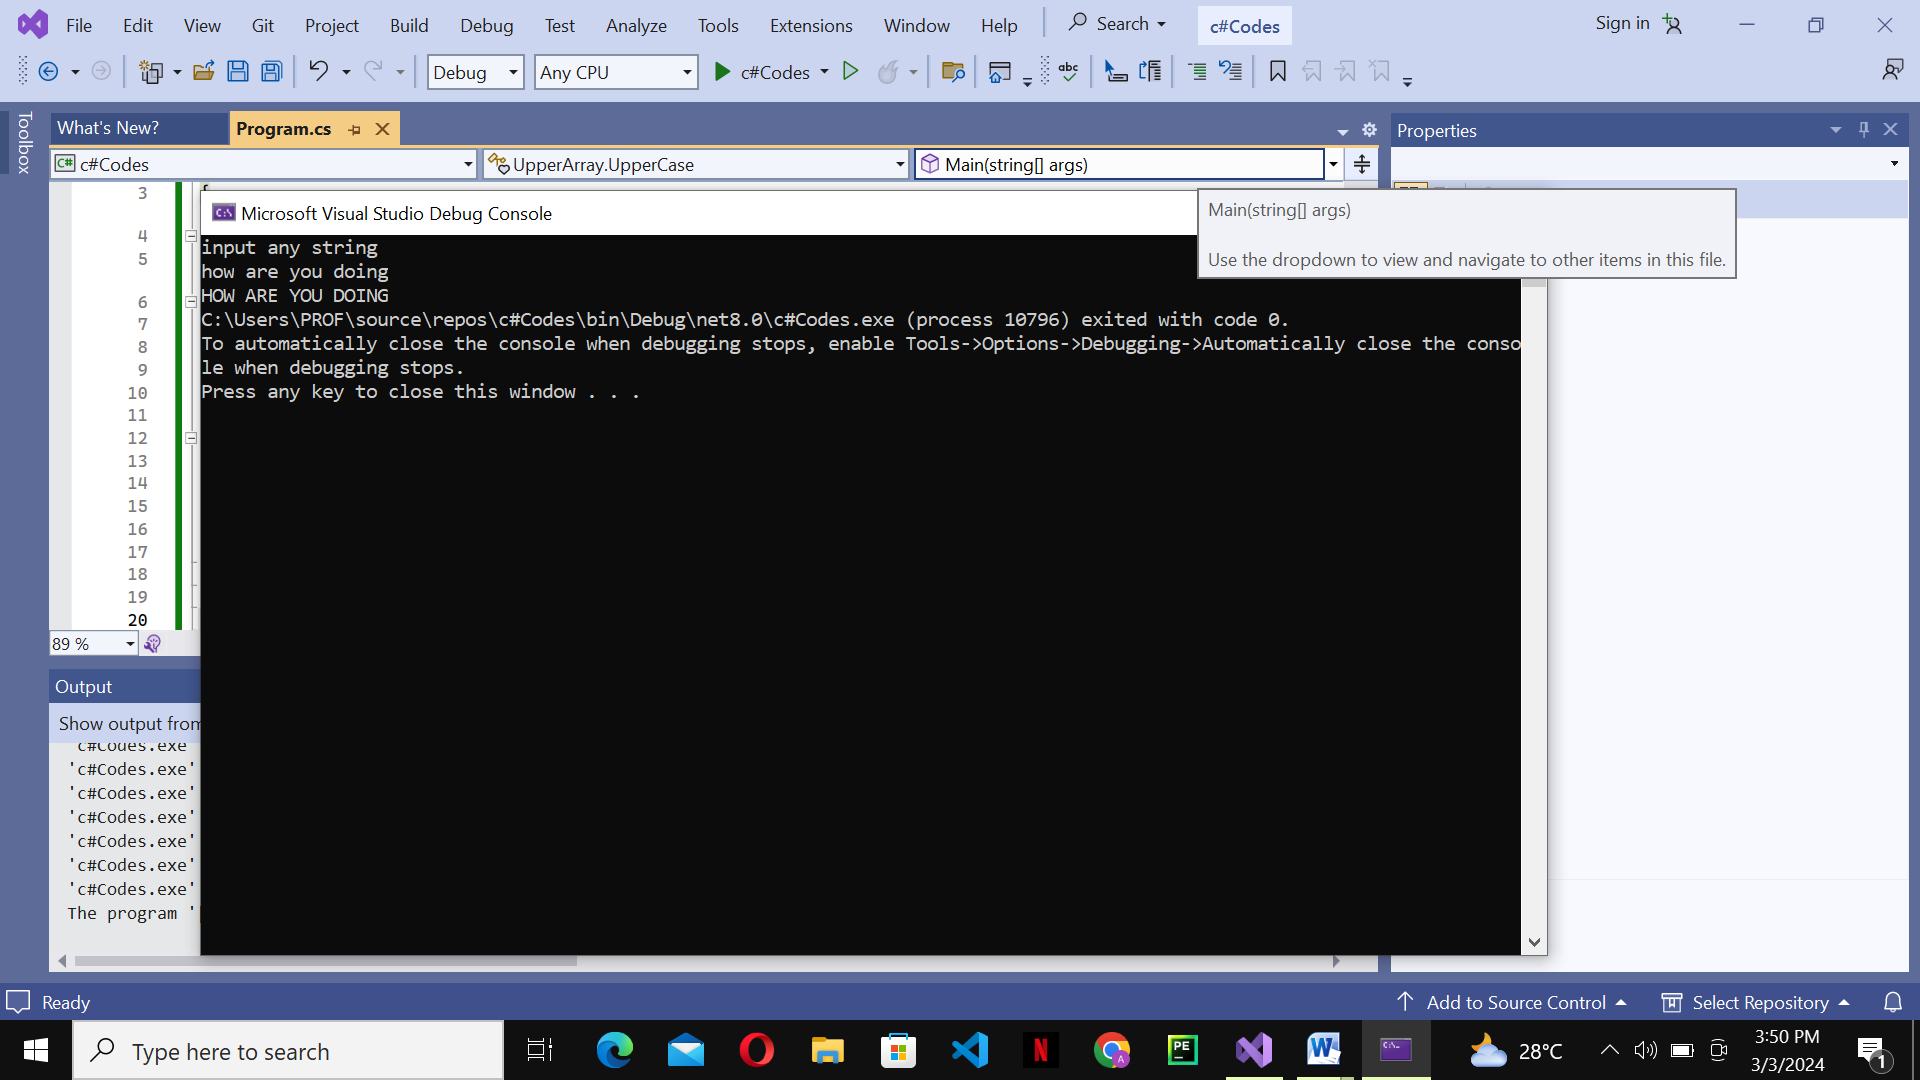 File Edit View Git Project Build Debug Test Analyze Tools Extensions Window Help Search c#Codes Sign in
Debug Any CPU c#Codes abc
Toolbox
What's New? Program.cs Properties
C# c#Codes UpperArray.UpperCase Main(string[] args)
3
4
5
6
7
8
9
10
11
12
13
14
15
16
17
18
19
20
Microsoft Visual Studio Debug Console
Main(string[] args)
Use the dropdown to view and navigate to other items in this file.
input any string
how are you doing
HOW ARE YOU DOING
C:\Users\PROF\source\repos\c#Codes\bin\Debug\net8.0\c#Codes.exe (process 10796) exited with code 0.
To automatically close the console when debugging stops, enable Tools->Options->Debugging->Automatically close the conso
le when debugging stops.
Press any key to close this window . . .
89 %
Output
Show output from
'c#Codes.exe'
'c#Codes.exe'
'c#Codes.exe'
'c#Codes.exe'
'c#Codes.exe'
'c#Codes.exe'
'c#Codes.exe'
The program '
Ready Add to Source Control Select Repository
Type here to search 28°C 3:50 PM
3/3/2024 1